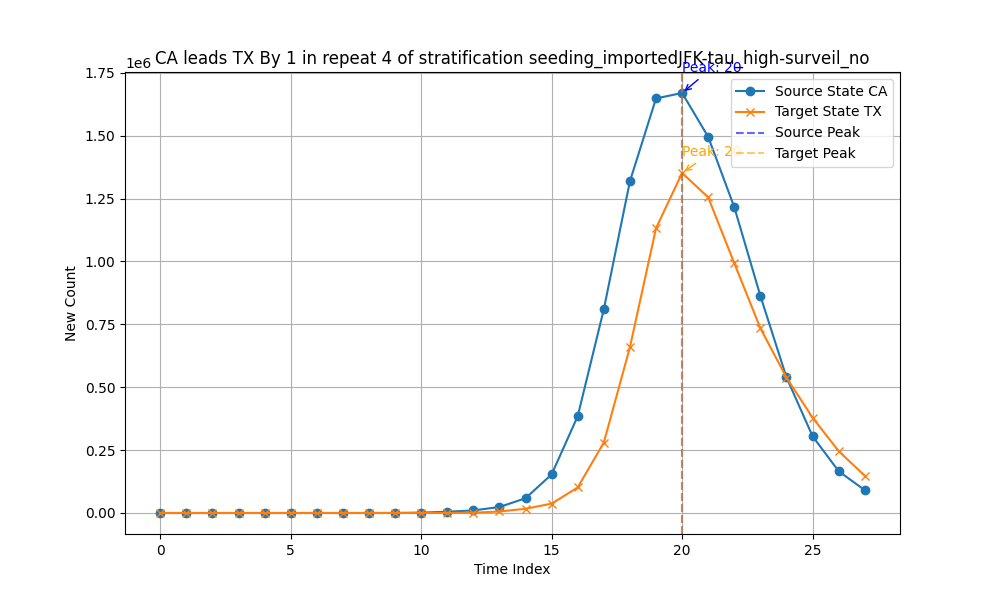 CA leads TX By 1 in repeat 4 of stratification seeding_importedJFK-tau_high-surveil_no
1e6
Peak: 20
Source State CA
Target State TX
Source Peak
Target Peak
Peak: 2
1.75
1.50
1.25
1.00
0.75
0.50
0.25
0.00
New Count
0 5 10 15 20 25
Time Index